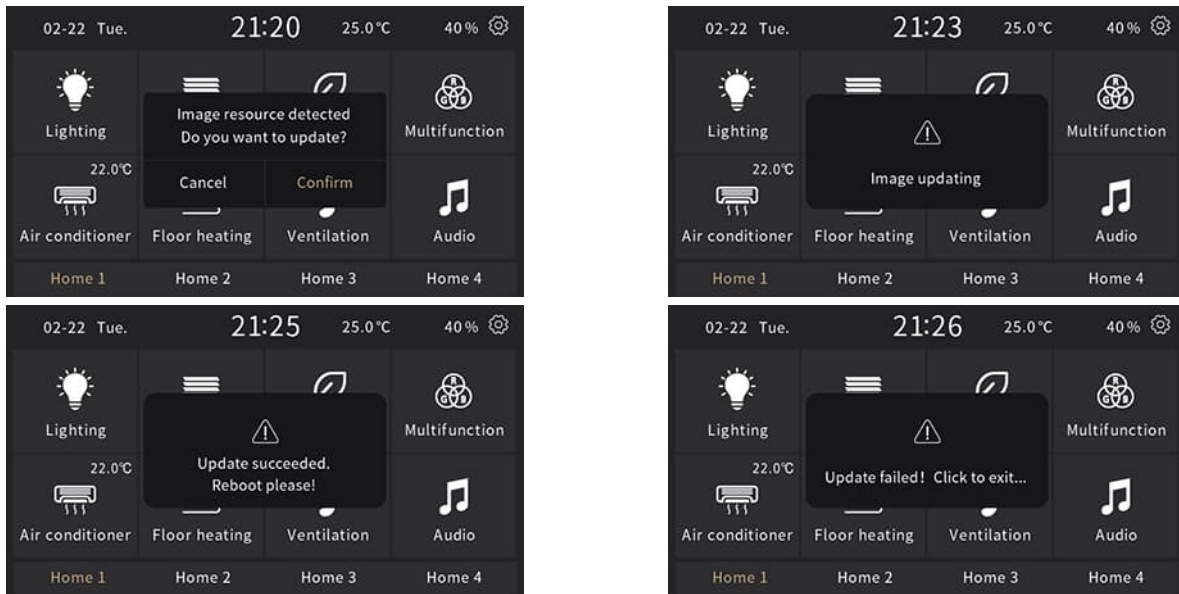 02-22 Tue. 21:20 25.0°C 40%
Image resource detected
Do you want to update?
Lighting Multifunction
22.0°C
Cancel Confirm
Air conditioner Floor heating Ventilation Audio
Home 1 Home 2 Home 3 Home 4
02-22 Tue. 21:23 25.0°C 40%
R
G B
Lighting Multifunction
22.0°C
Image updating
Air conditioner Floor heating Ventilation Audio
Home 1 Home 2 Home 3 Home 4
02-22 Tue. 21:25 25.0°C 40%
R
G B
Lighting Multifunction
22.0°C
Update succeeded.
Reboot please!
Air conditioner Floor heating Ventilation Audio
Home 1 Home 2 Home 3 Home 4
02-22 Tue. 21:26 25.0°C 40%
R
G B
Lighting Multifunction
22.0°C
Update failed! Click to exit...
Air conditioner Floor heating Ventilation Audio
Home 1 Home 2 Home 3 Home 4